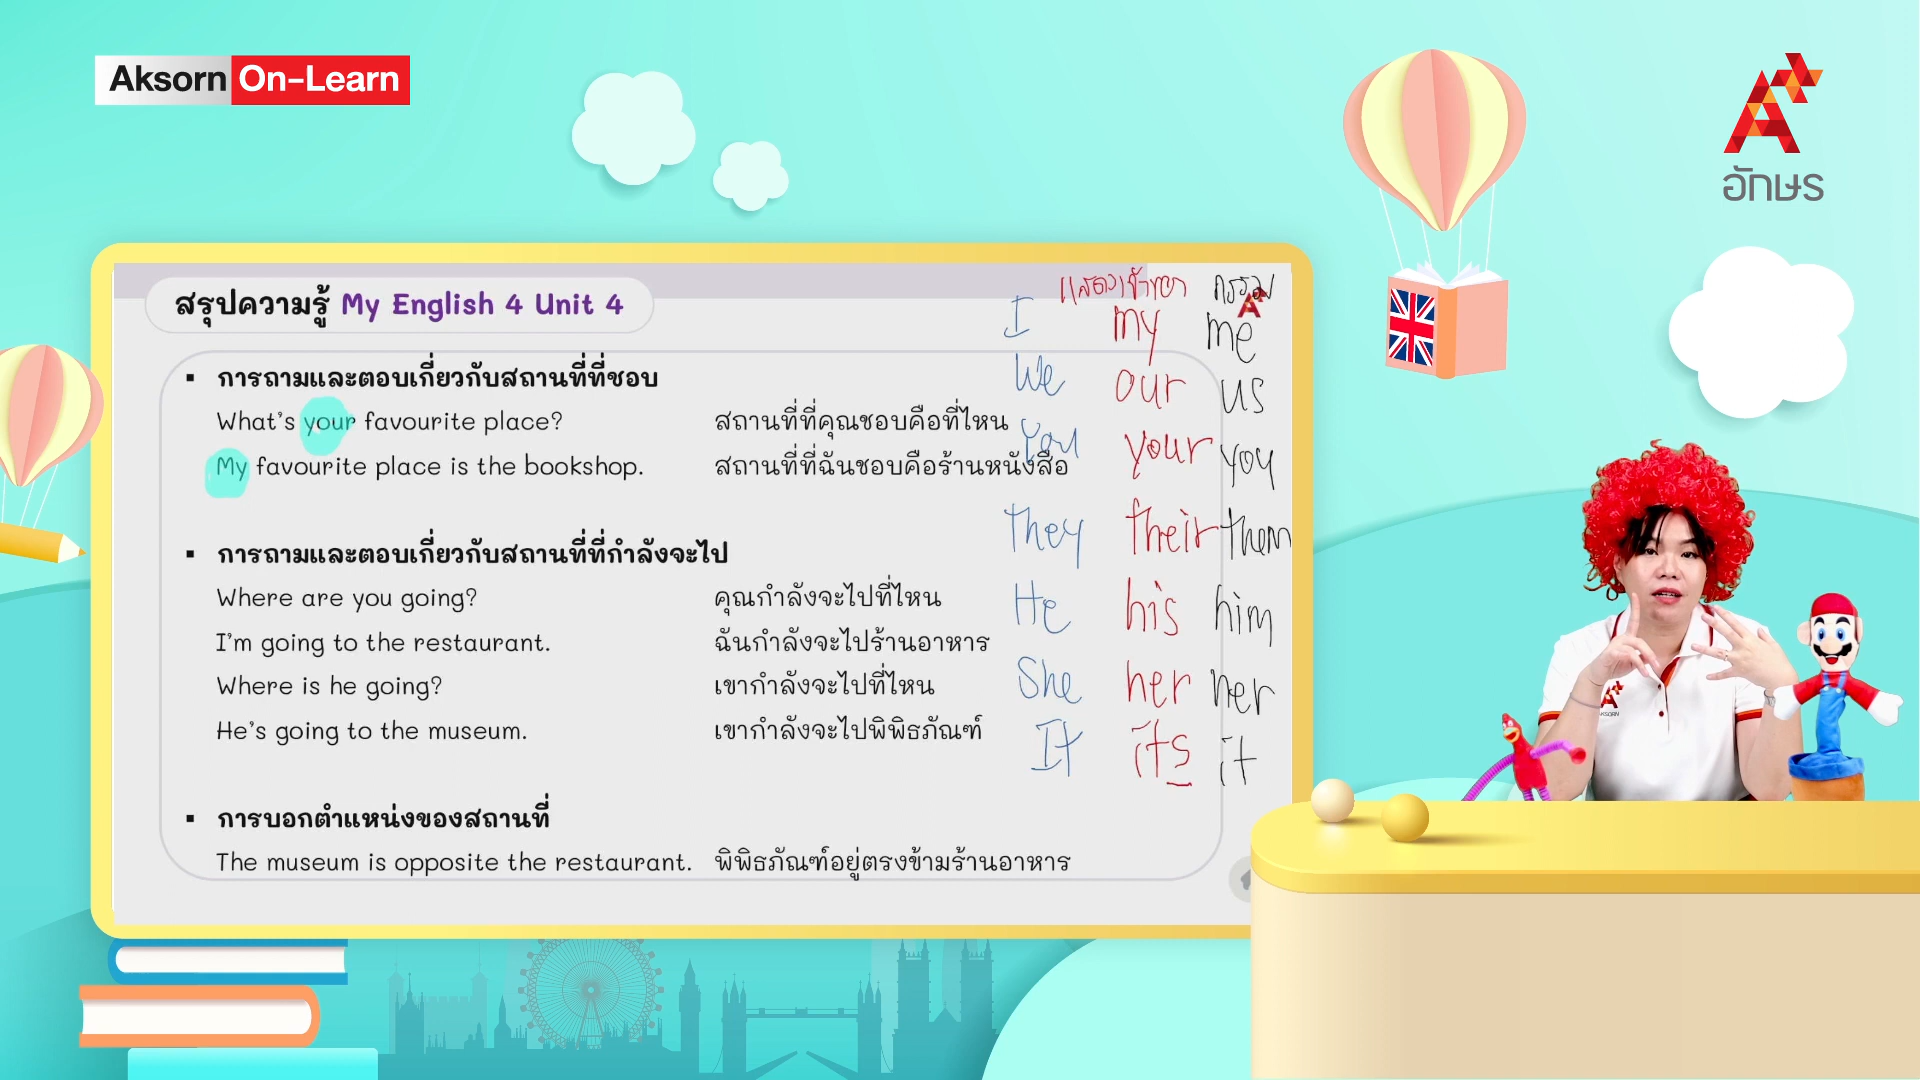 Aksorn On-Learn
อักษร
สรุปความรู้ My English 4 Unit 4
แสดงเจ้าของ กรรม
I my me
We our us
You your you
They their them
He his him
She her her
It its it
▪ การถามและตอบเกี่ยวกับสถานที่ที่ชอบ
What's your favourite place? สถานที่ที่คุณชอบคือที่ไหน
My favourite place is the bookshop. สถานที่ที่ฉันชอบคือร้านหนังสือ
▪ การถามและตอบเกี่ยวกับสถานที่ที่กำลังจะไป
Where are you going? คุณกำลังจะไปที่ไหน
I'm going to the restaurant. ฉันกำลังจะไปร้านอาหาร
Where is he going? เขากำลังจะไปที่ไหน
He's going to the museum. เขากำลังจะไปพิพิธภัณฑ์
▪ การบอกตำแหน่งของสถานที่
The museum is opposite the restaurant. พิพิธภัณฑ์อยู่ตรงข้ามร้านอาหาร
AKSORN